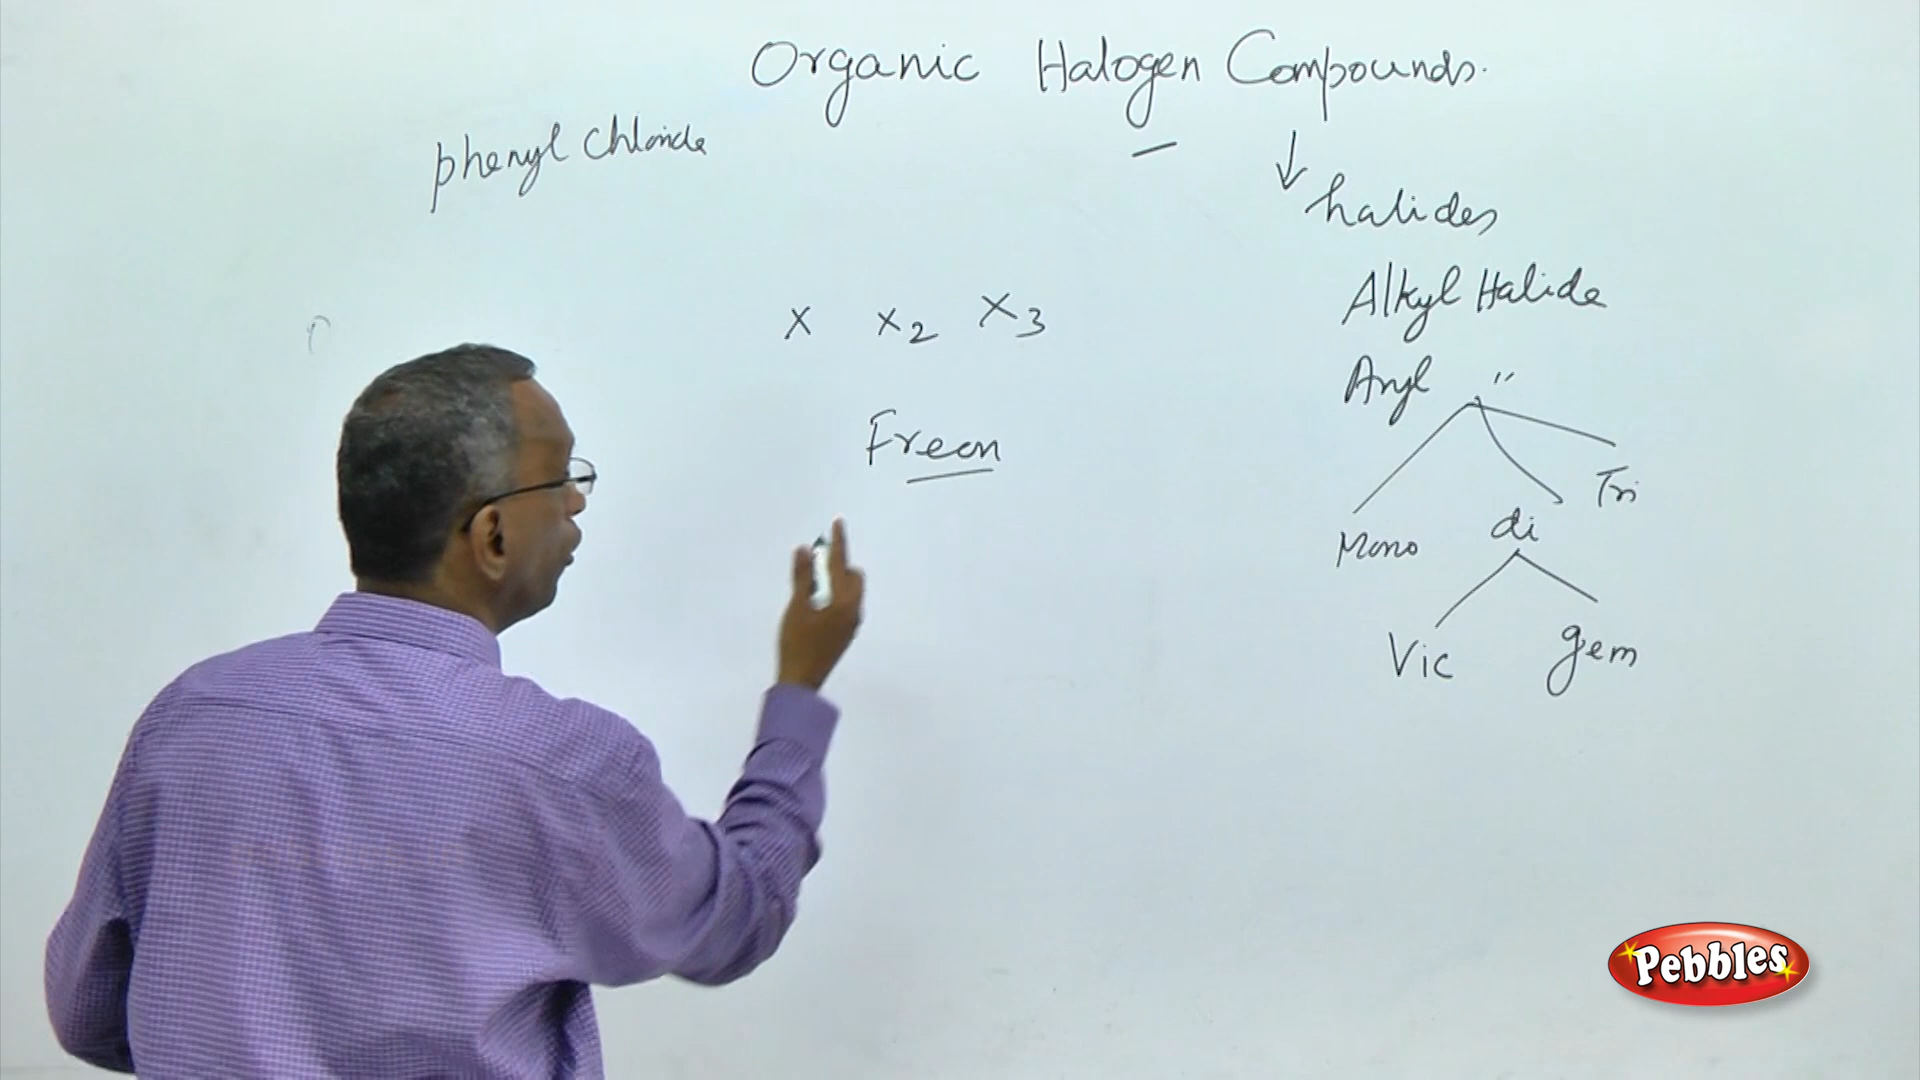 Organic Halogen Compounds.
phenyl chloride
↓
halides
Alkyl Halide
Aryl "
X X2 X3
Freon
Mono di Tri
Vic gem
Pebbles